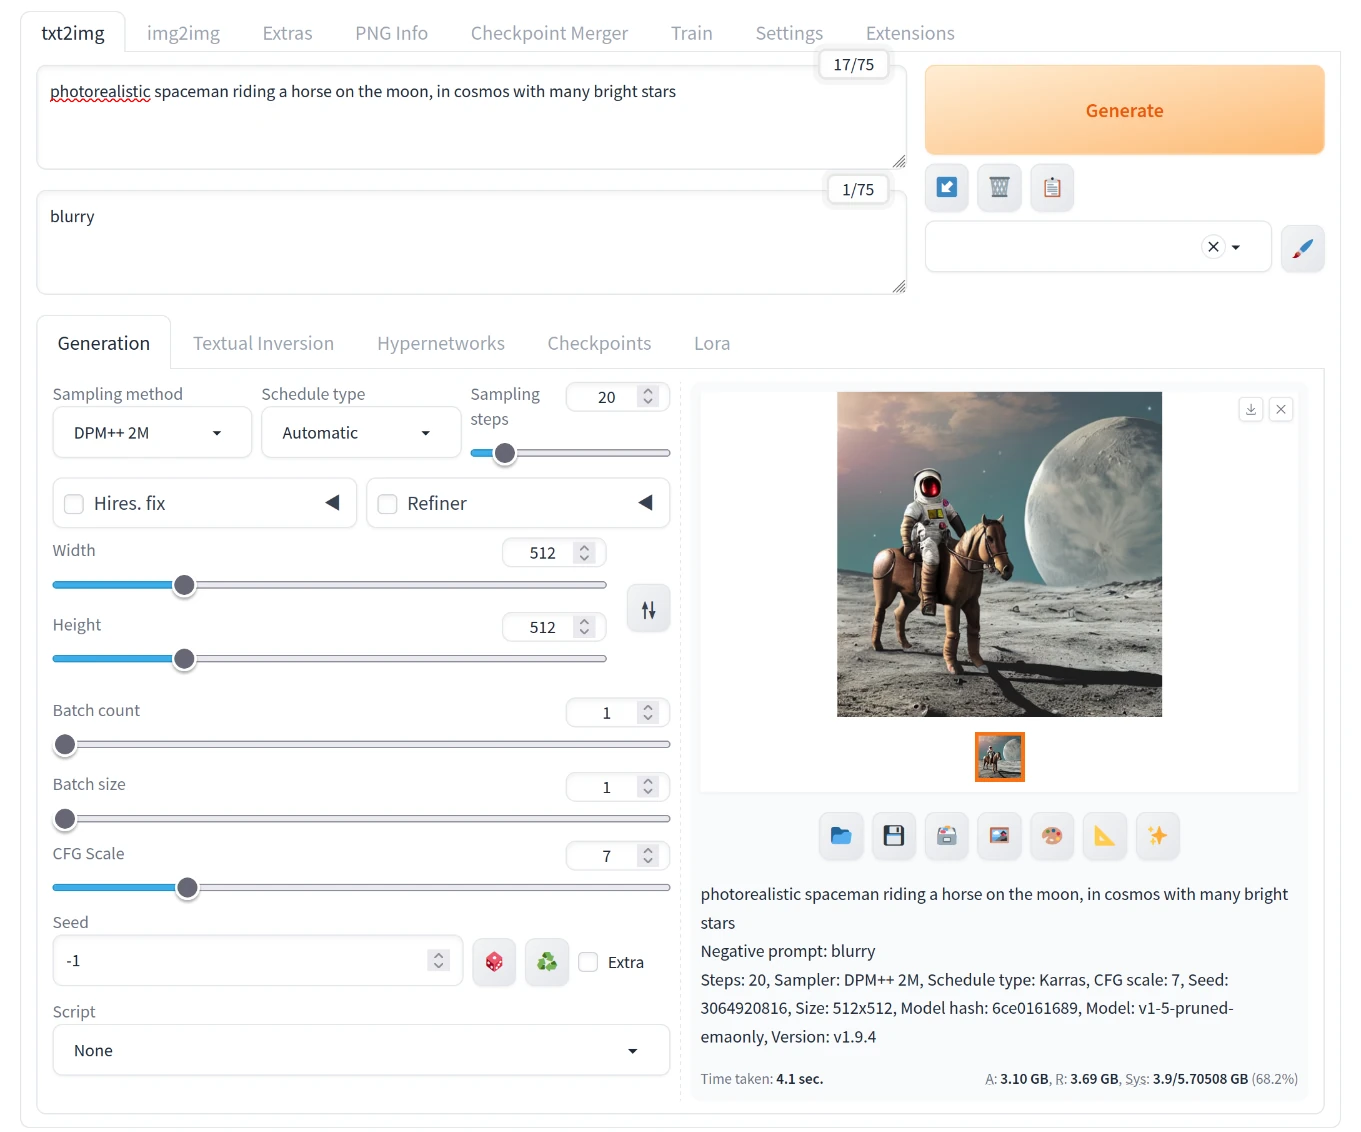 txt2img img2img Extras PNG Info Checkpoint Merger Train Settings Extensions
17/75
photorealistic spaceman riding a horse on the moon, in cosmos with many bright stars
Generate
1/75
blurry
Generation Textual Inversion Hypernetworks Checkpoints Lora
Sampling method
DPM++ 2M
Schedule type
Automatic
Sampling
steps
20
Hires. fix
Refiner
Width
512
Height
512
Batch count
1
Batch size
1
CFG Scale
7
Seed
-1
Extra
Script
None
photorealistic spaceman riding a horse on the moon, in cosmos with many bright
stars
Negative prompt: blurry
Steps: 20, Sampler: DPM++ 2M, Schedule type: Karras, CFG scale: 7, Seed:
3064920816, Size: 512x512, Model hash: 6ce0161689, Model: v1-5-pruned-
emaonly, Version: v1.9.4
Time taken: 4.1 sec.
A: 3.10 GB, R: 3.69 GB, Sys: 3.9/5.70508 GB (68.2%)